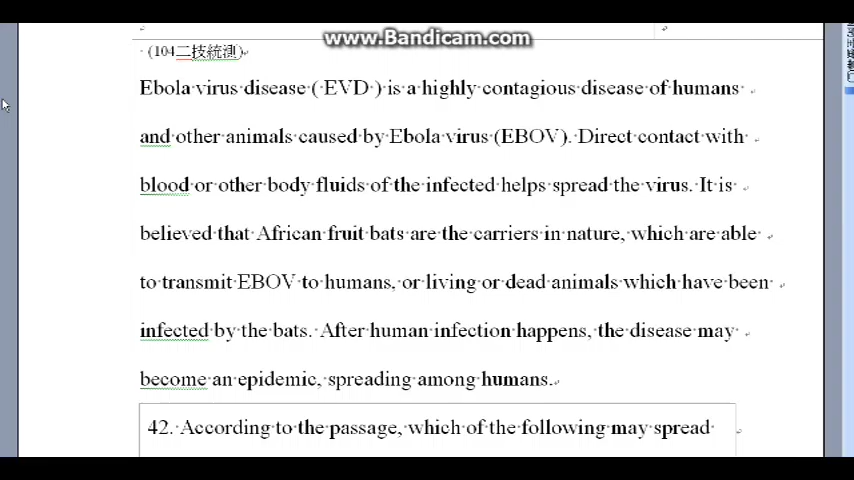 www.Bandicam.com
(104二技統測)
Ebola virus disease ( EVD ) is a highly contagious disease of humans
and other animals caused by Ebola virus (EBOV). Direct contact with
blood or other body fluids of the infected helps spread the virus. It is
believed that African fruit bats are the carriers in nature, which are able
to transmit EBOV to humans, or living or dead animals which have been
infected by the bats. After human infection happens, the disease may
become an epidemic, spreading among humans.
42. According to the passage, which of the following may spread